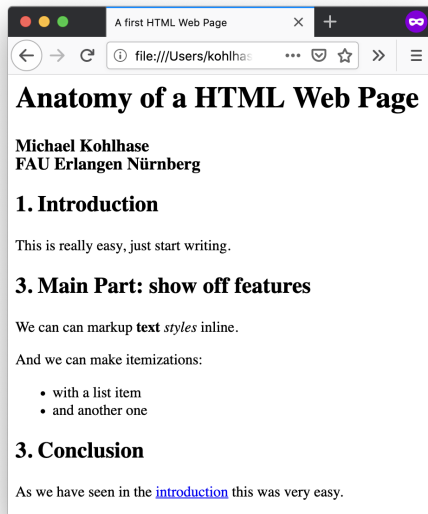 A first HTML Web Page
file:///Users/kohlhas
Anatomy of a HTML Web Page
Michael Kohlhase
FAU Erlangen Nürnberg
1. Introduction
This is really easy, just start writing.
3. Main Part: show off features
We can can markup text styles inline.
And we can make itemizations:
• with a list item
• and another one
3. Conclusion
As we have seen in the introduction this was very easy.